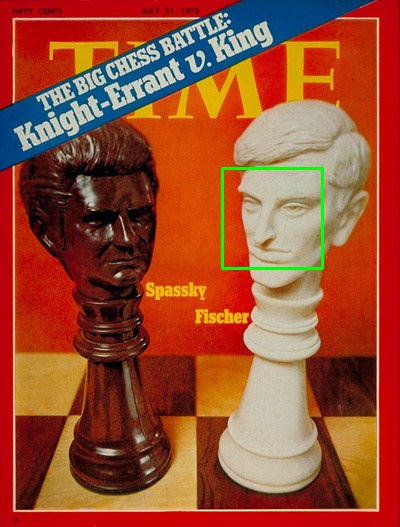 FIFTY CENTS
JULY 31, 1972
THE BIG CHESS BATTLE:
Knight-Errant v. King
TIME
Spassky
Fischer